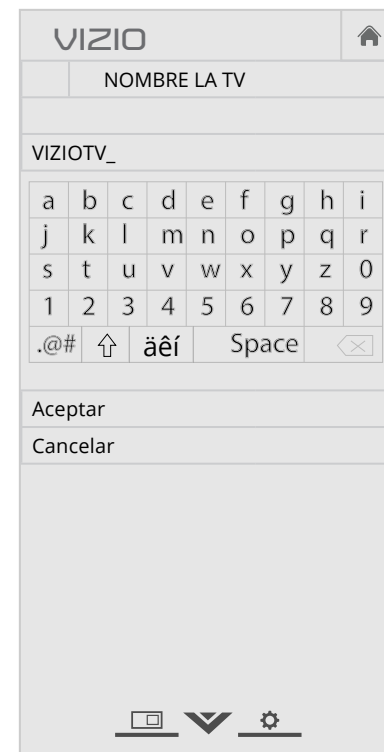 VIZIO
NOMBRE LA TV
VIZIOTV_
a b c d e f g h i
j k l m n o p q r
s t u v w x y z 0
1 2 3 4 5 6 7 8 9
.@# äêí Space
Aceptar
Cancelar